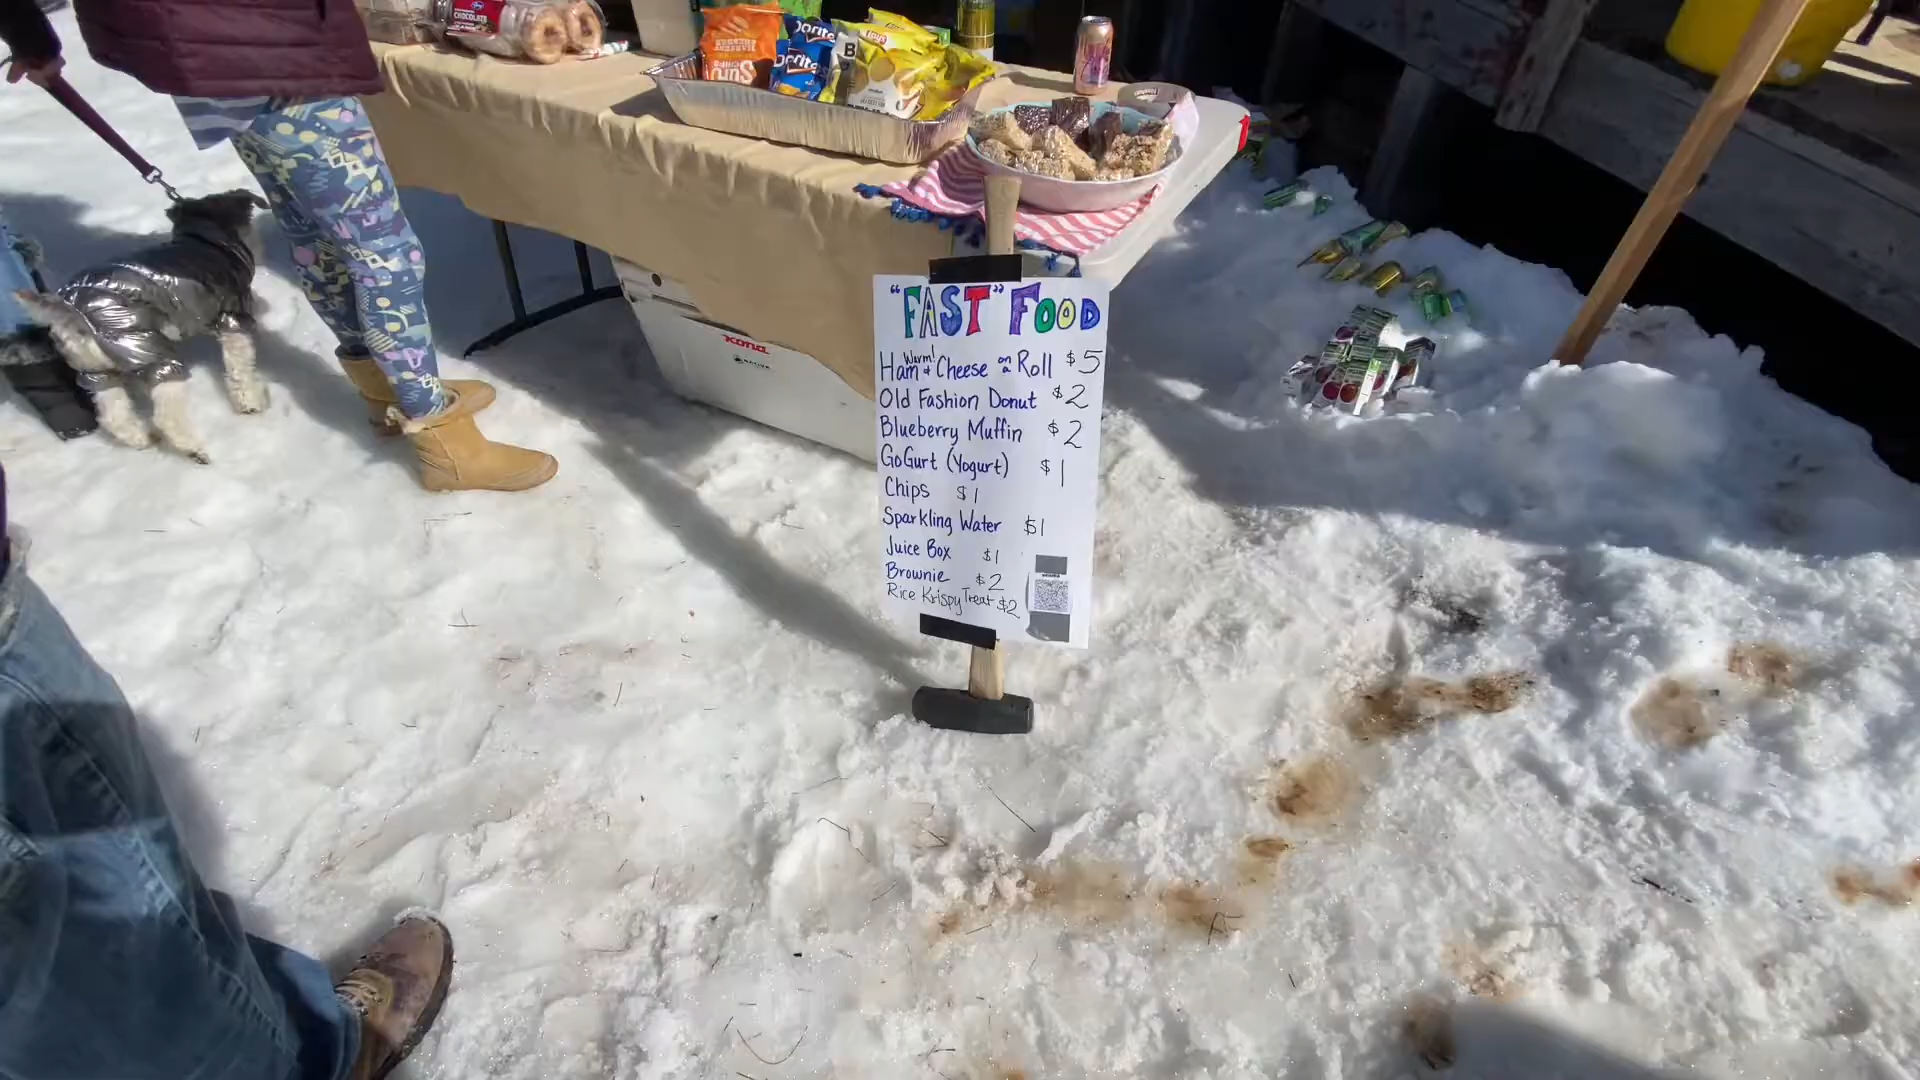 CHOCOLATE
Doritos
Lay's
Doritos
B
KONA
"FAST" FOOD
Warm!
Ham + Cheese on a Roll $5
Old Fashion Donut $2
Blueberry Muffin $2
GoGurt (Yogurt) $1
Chips $1
Sparkling Water $1
Juice Box $1
Brownie $2
Rice Krispy Treat $2